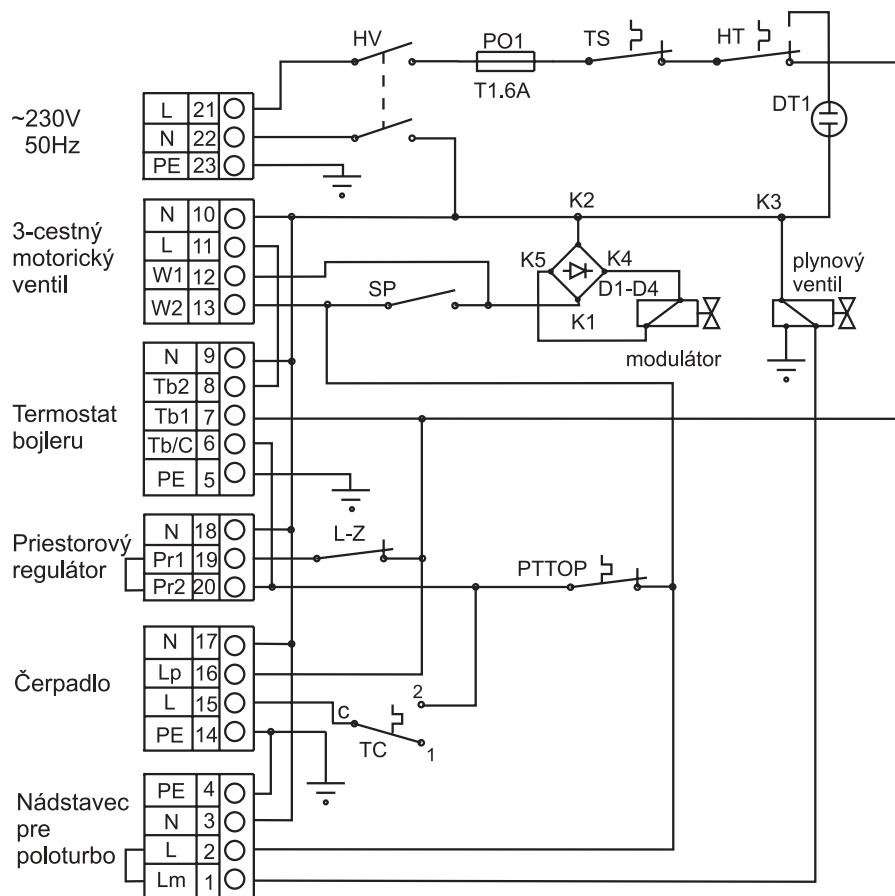 HV
PO1
T1.6A
TS
HT
DT1
~230V
50Hz
L 21
N 22
PE 23
3-cestný
motorický
ventil
N 10
L 11
W1 12
W2 13
SP
K2
K3
K5
K4
D1-D4
K1
modulátor
plynový
ventil
Termostat
bojleru
N 9
Tb2 8
Tb1 7
Tb/C 6
PE 5
Priestorový
regulátor
N 18
Pr1 19
Pr2 20
L-Z
PTTOP
Čerpadlo
N 17
Lp 16
L 15
PE 14
c
2
1
TC
Nádstavec
pre
poloturbo
PE 4
N 3
L 2
Lm 1